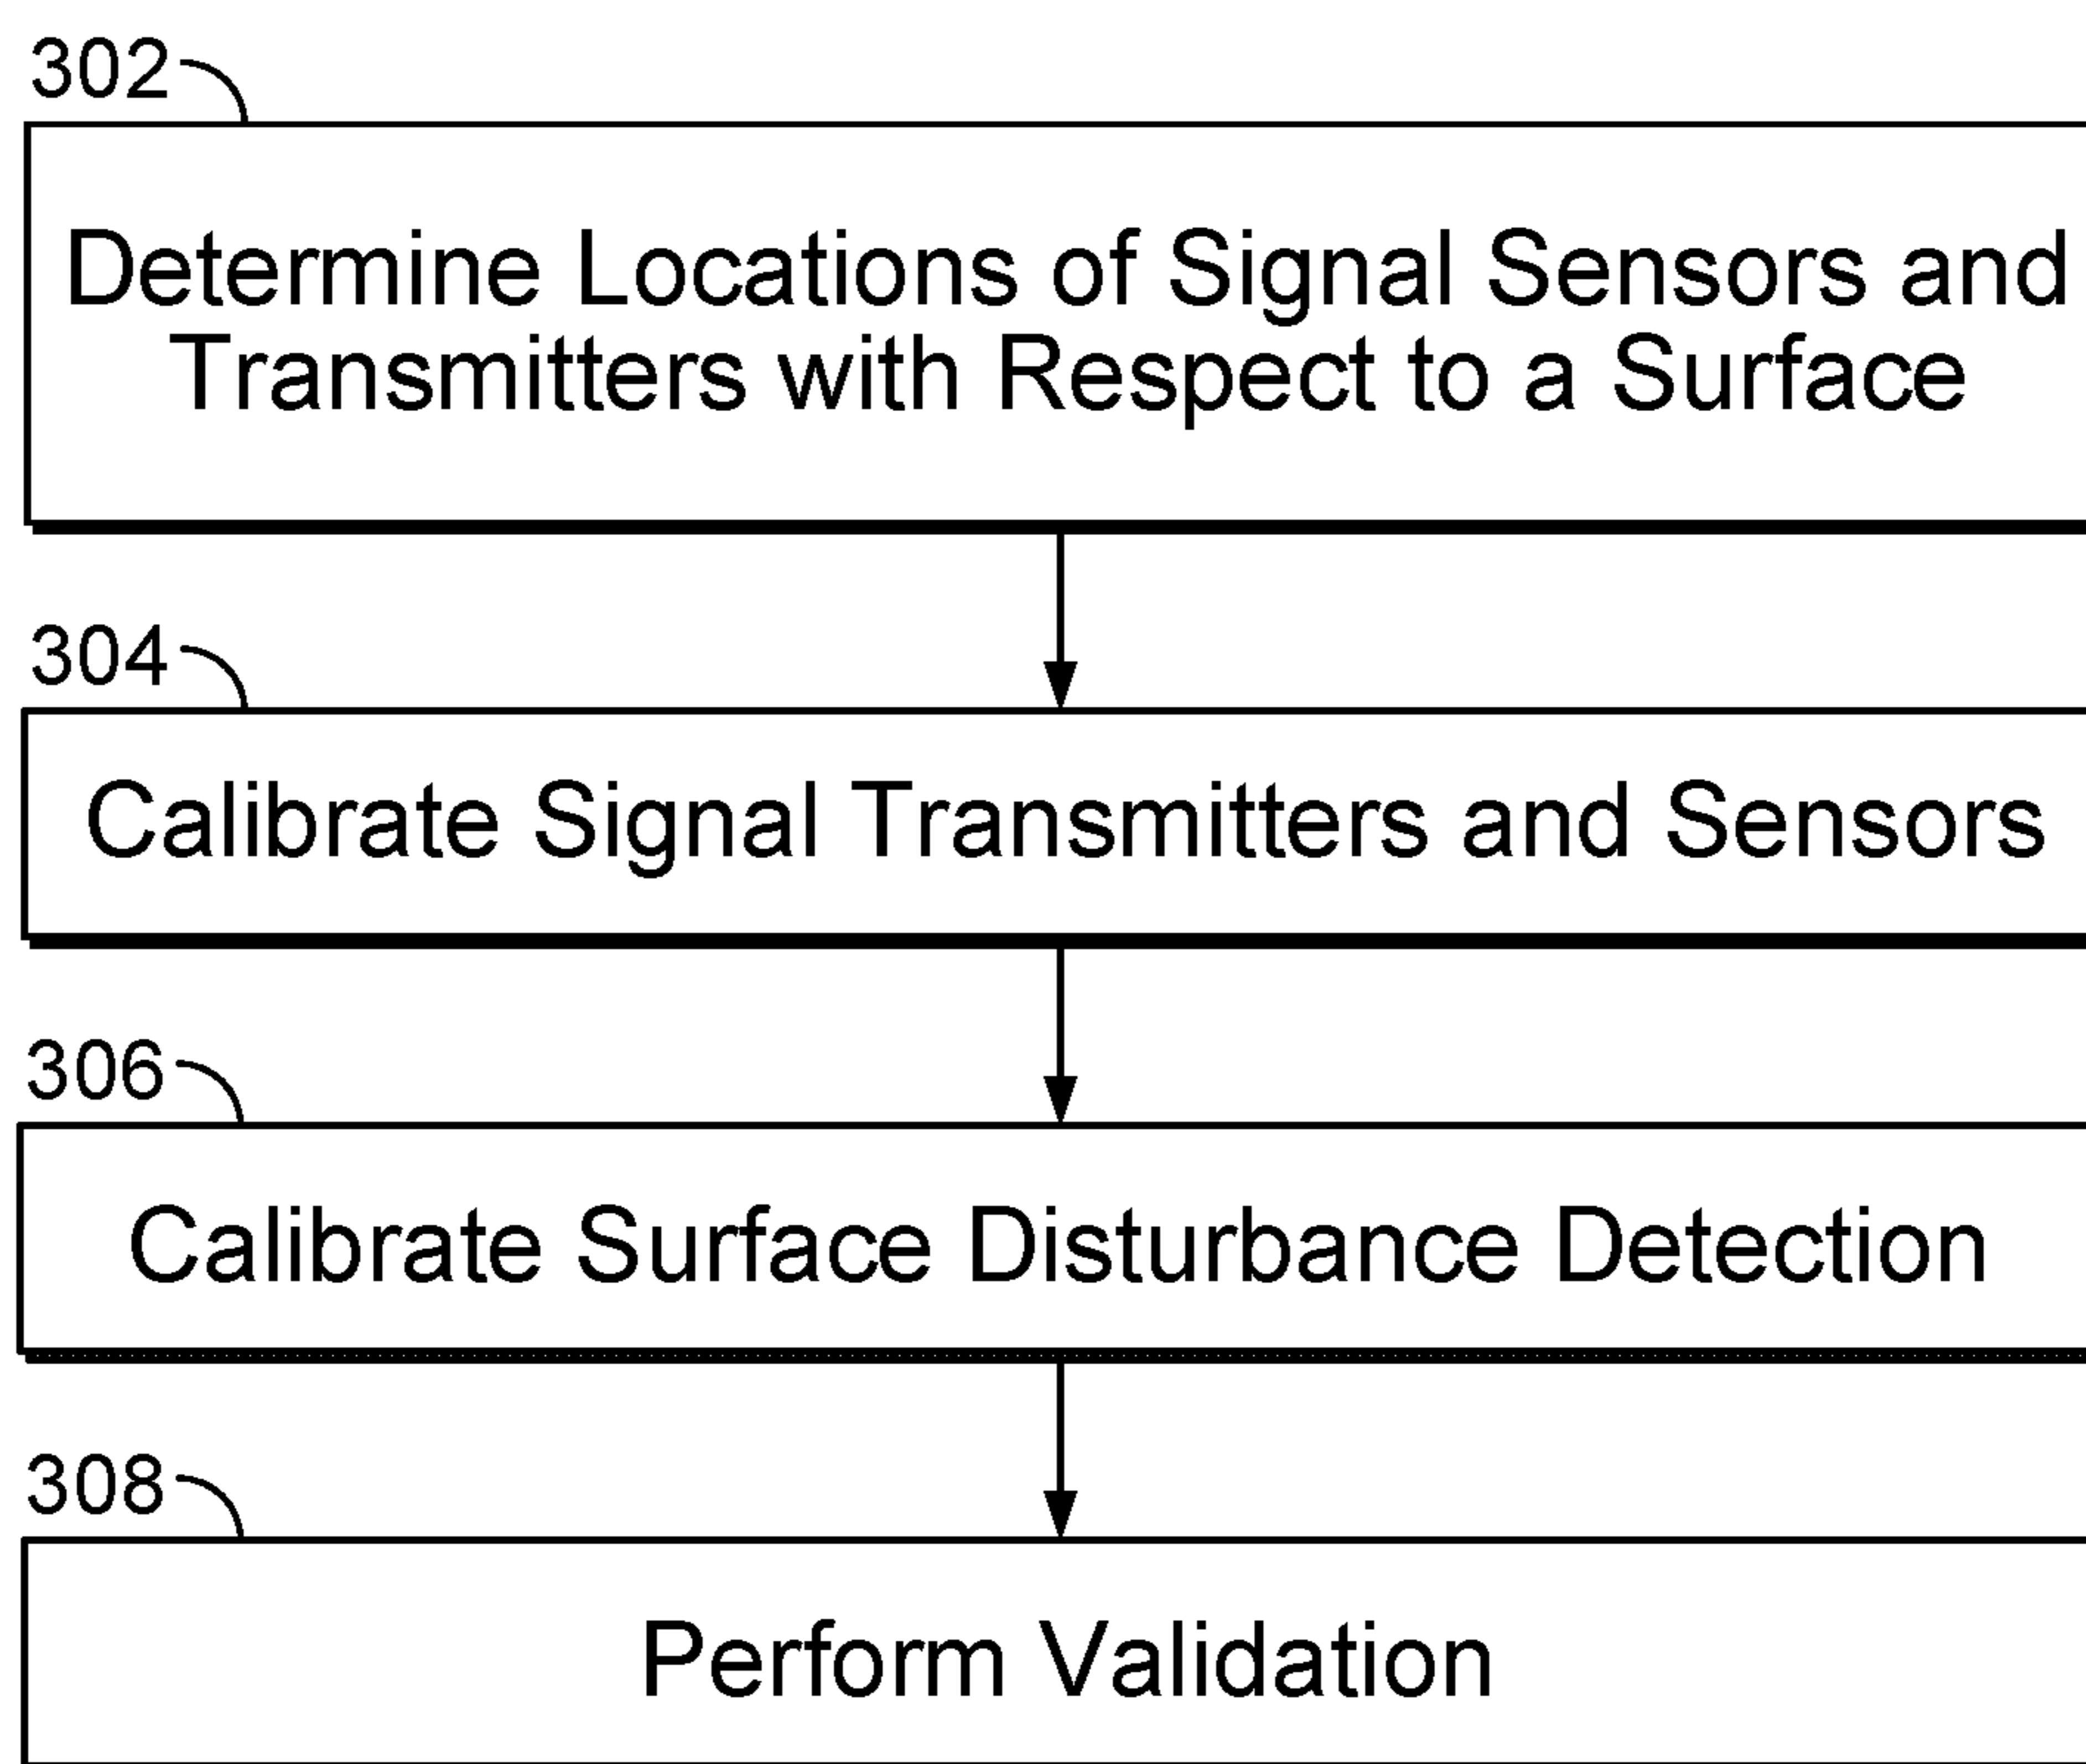 302
Determine Locations of Signal Sensors and
Transmitters with Respect to a Surface
304
Calibrate Signal Transmitters and Sensors
306
Calibrate Surface Disturbance Detection
308
Perform Validation